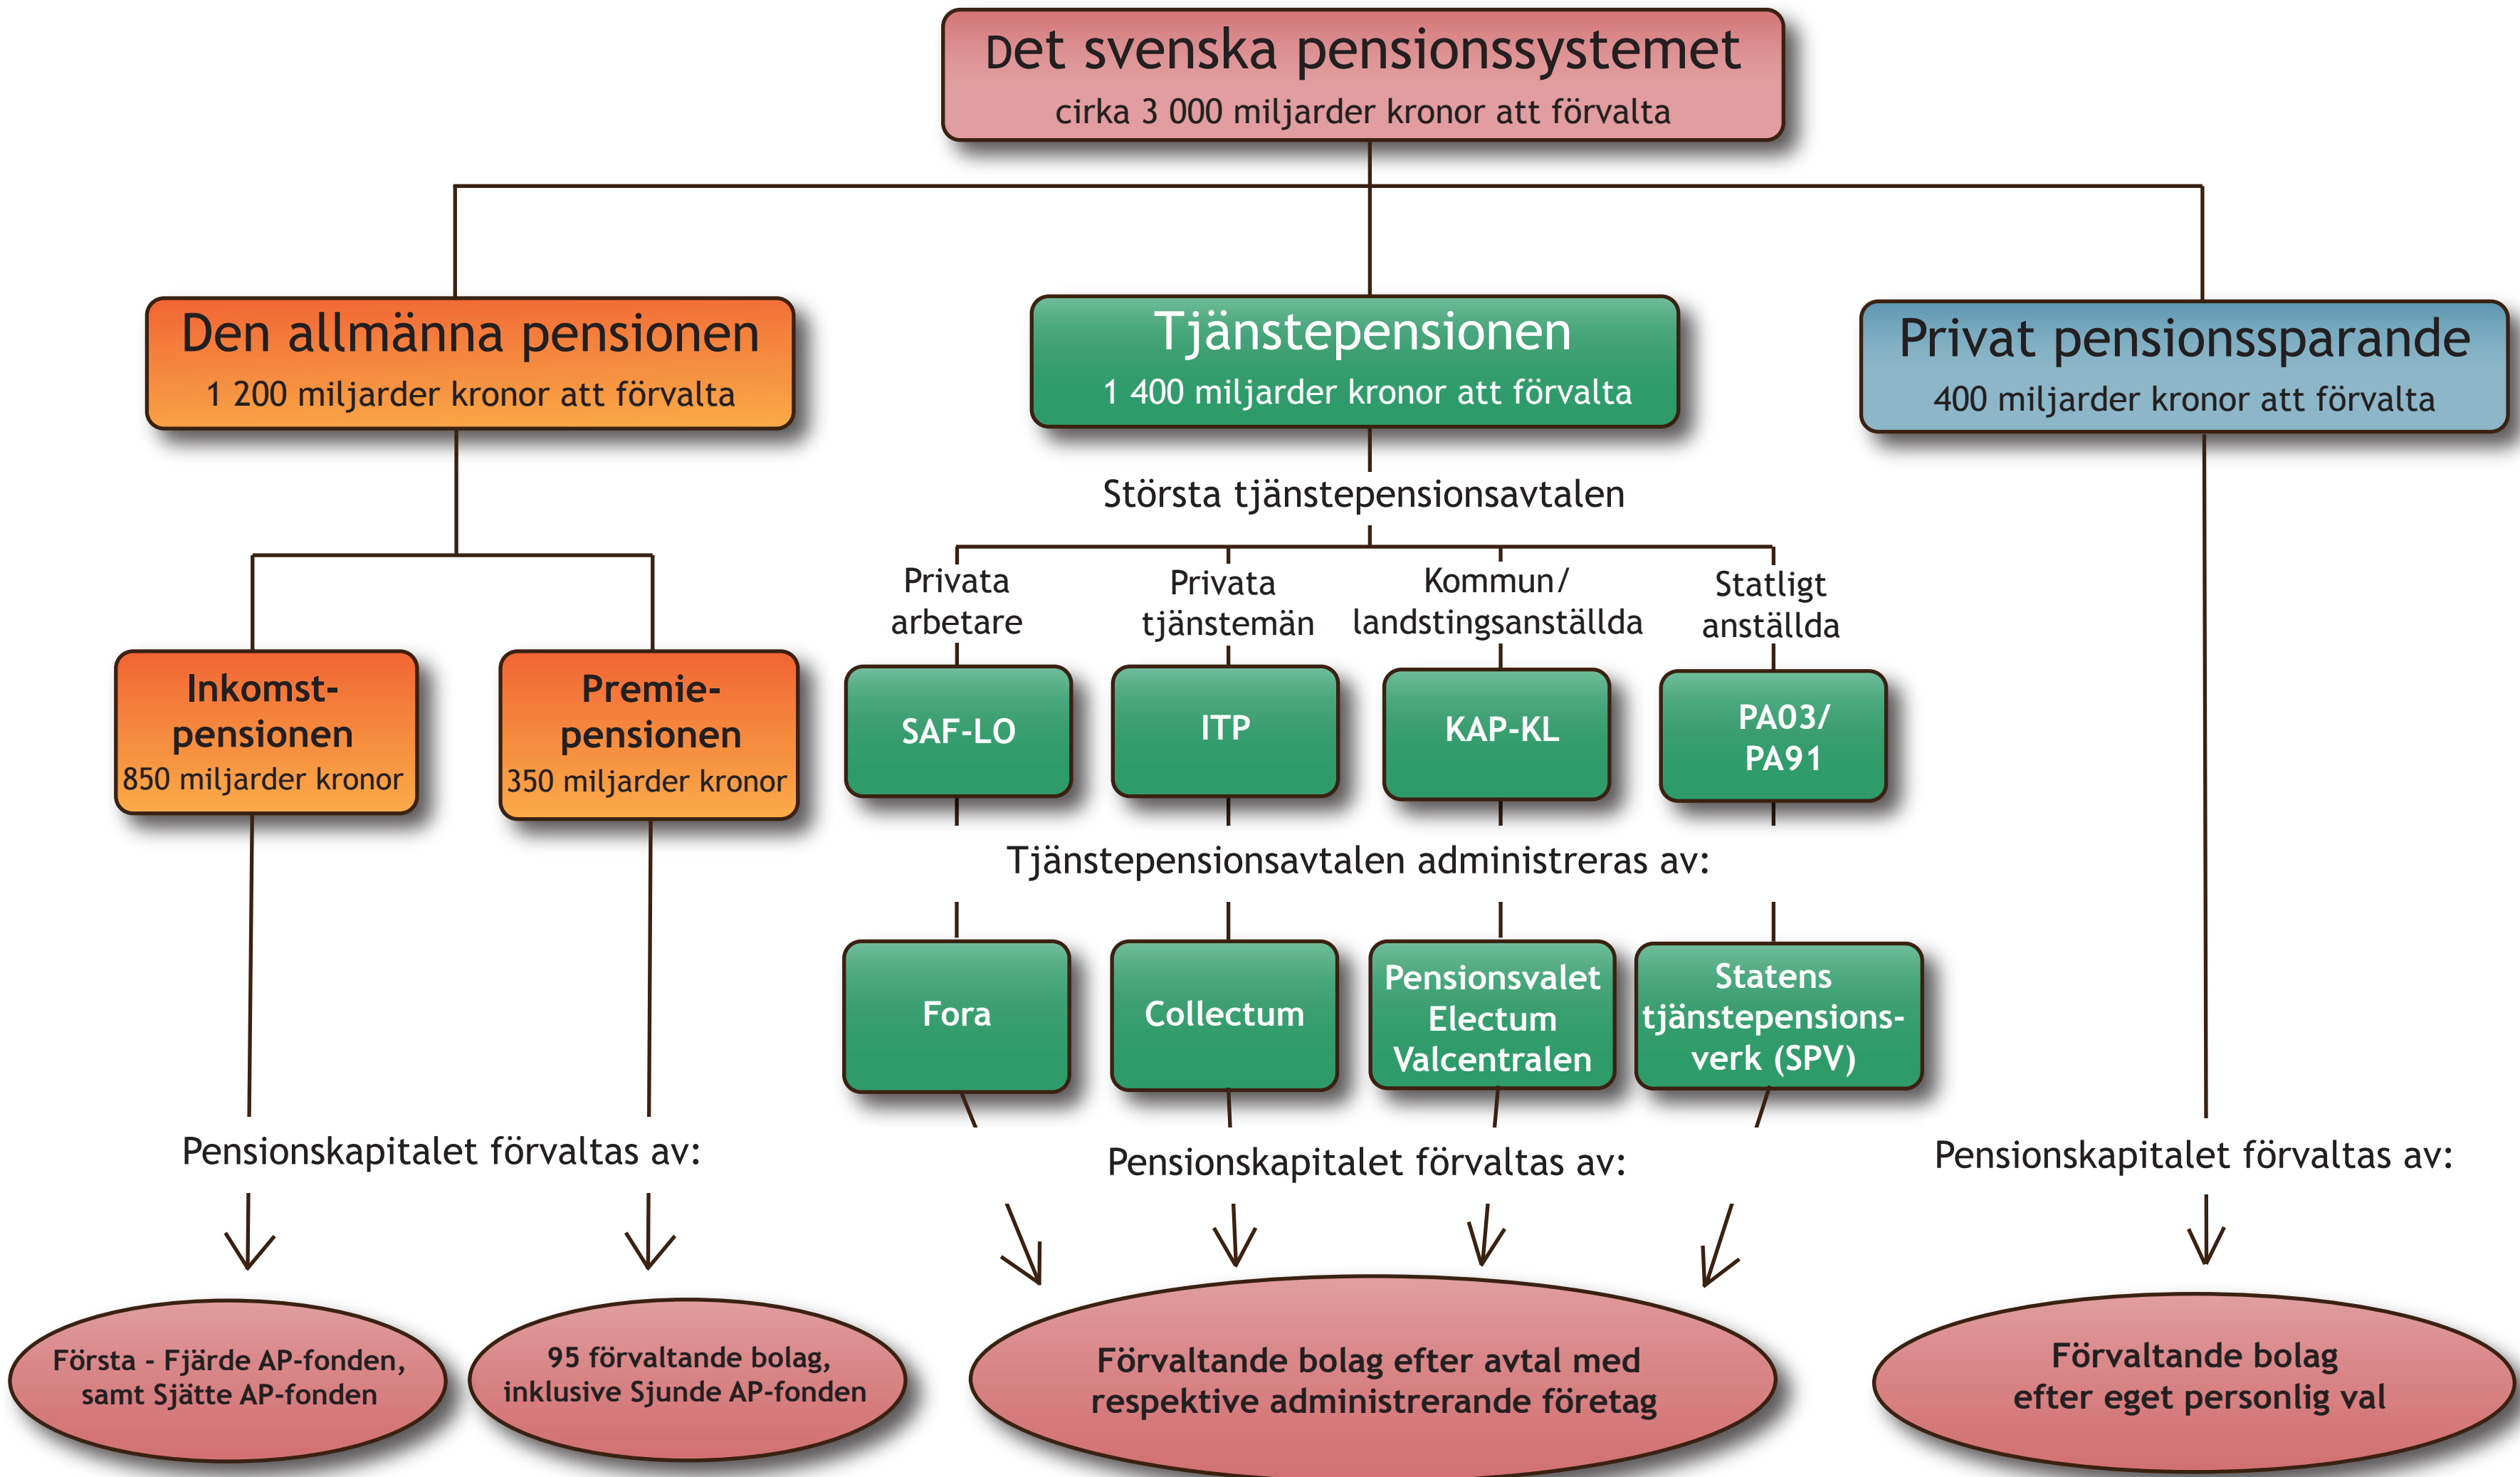 Det svenska pensionssystemet
cirka 3 000 miljarder kronor att förvalta
Den allmänna pensionen
1 200 miljarder kronor att förvalta
Tjänstepensionen
1 400 miljarder kronor att förvalta
Privat pensionssparande
400 miljarder kronor att förvalta
Största tjänstepensionsavtalen
Privata
arbetare
Privata
tjänstemän
Kommun/
landstingsanställda
Statligt
anställda
Inkomst-
pensionen
850 miljarder kronor
Premie-
pensionen
350 miljarder kronor
SAF-LO
ITP
KAP-KL
PA03/
PA91
Tjänstepensionsavtalen administreras av:
Fora
Collectum
Pensionsvalet
Electum
Valcentralen
Statens
tjänstepensions-
verk (SPV)
Pensionskapitalet förvaltas av:
Pensionskapitalet förvaltas av:
Pensionskapitalet förvaltas av:
Första - Fjärde AP-fonden,
samt Sjätte AP-fonden
95 förvaltande bolag,
inklusive Sjunde AP-fonden
Förvaltande bolag efter avtal med
respektive administrerande företag
Förvaltande bolag
efter eget personlig val